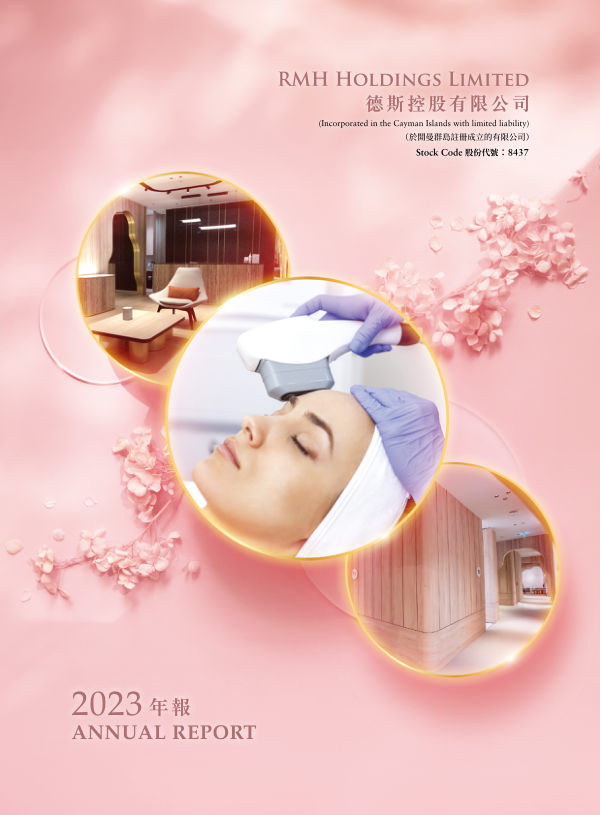 RMH HOLDINGS LIMITED
德斯控股有限公司
(Incorporated in the Cayman Islands with limited liability)
（於開曼群島註冊成立的有限公司）
Stock Code 股份代號：8437
2023 年報
ANNUAL REPORT